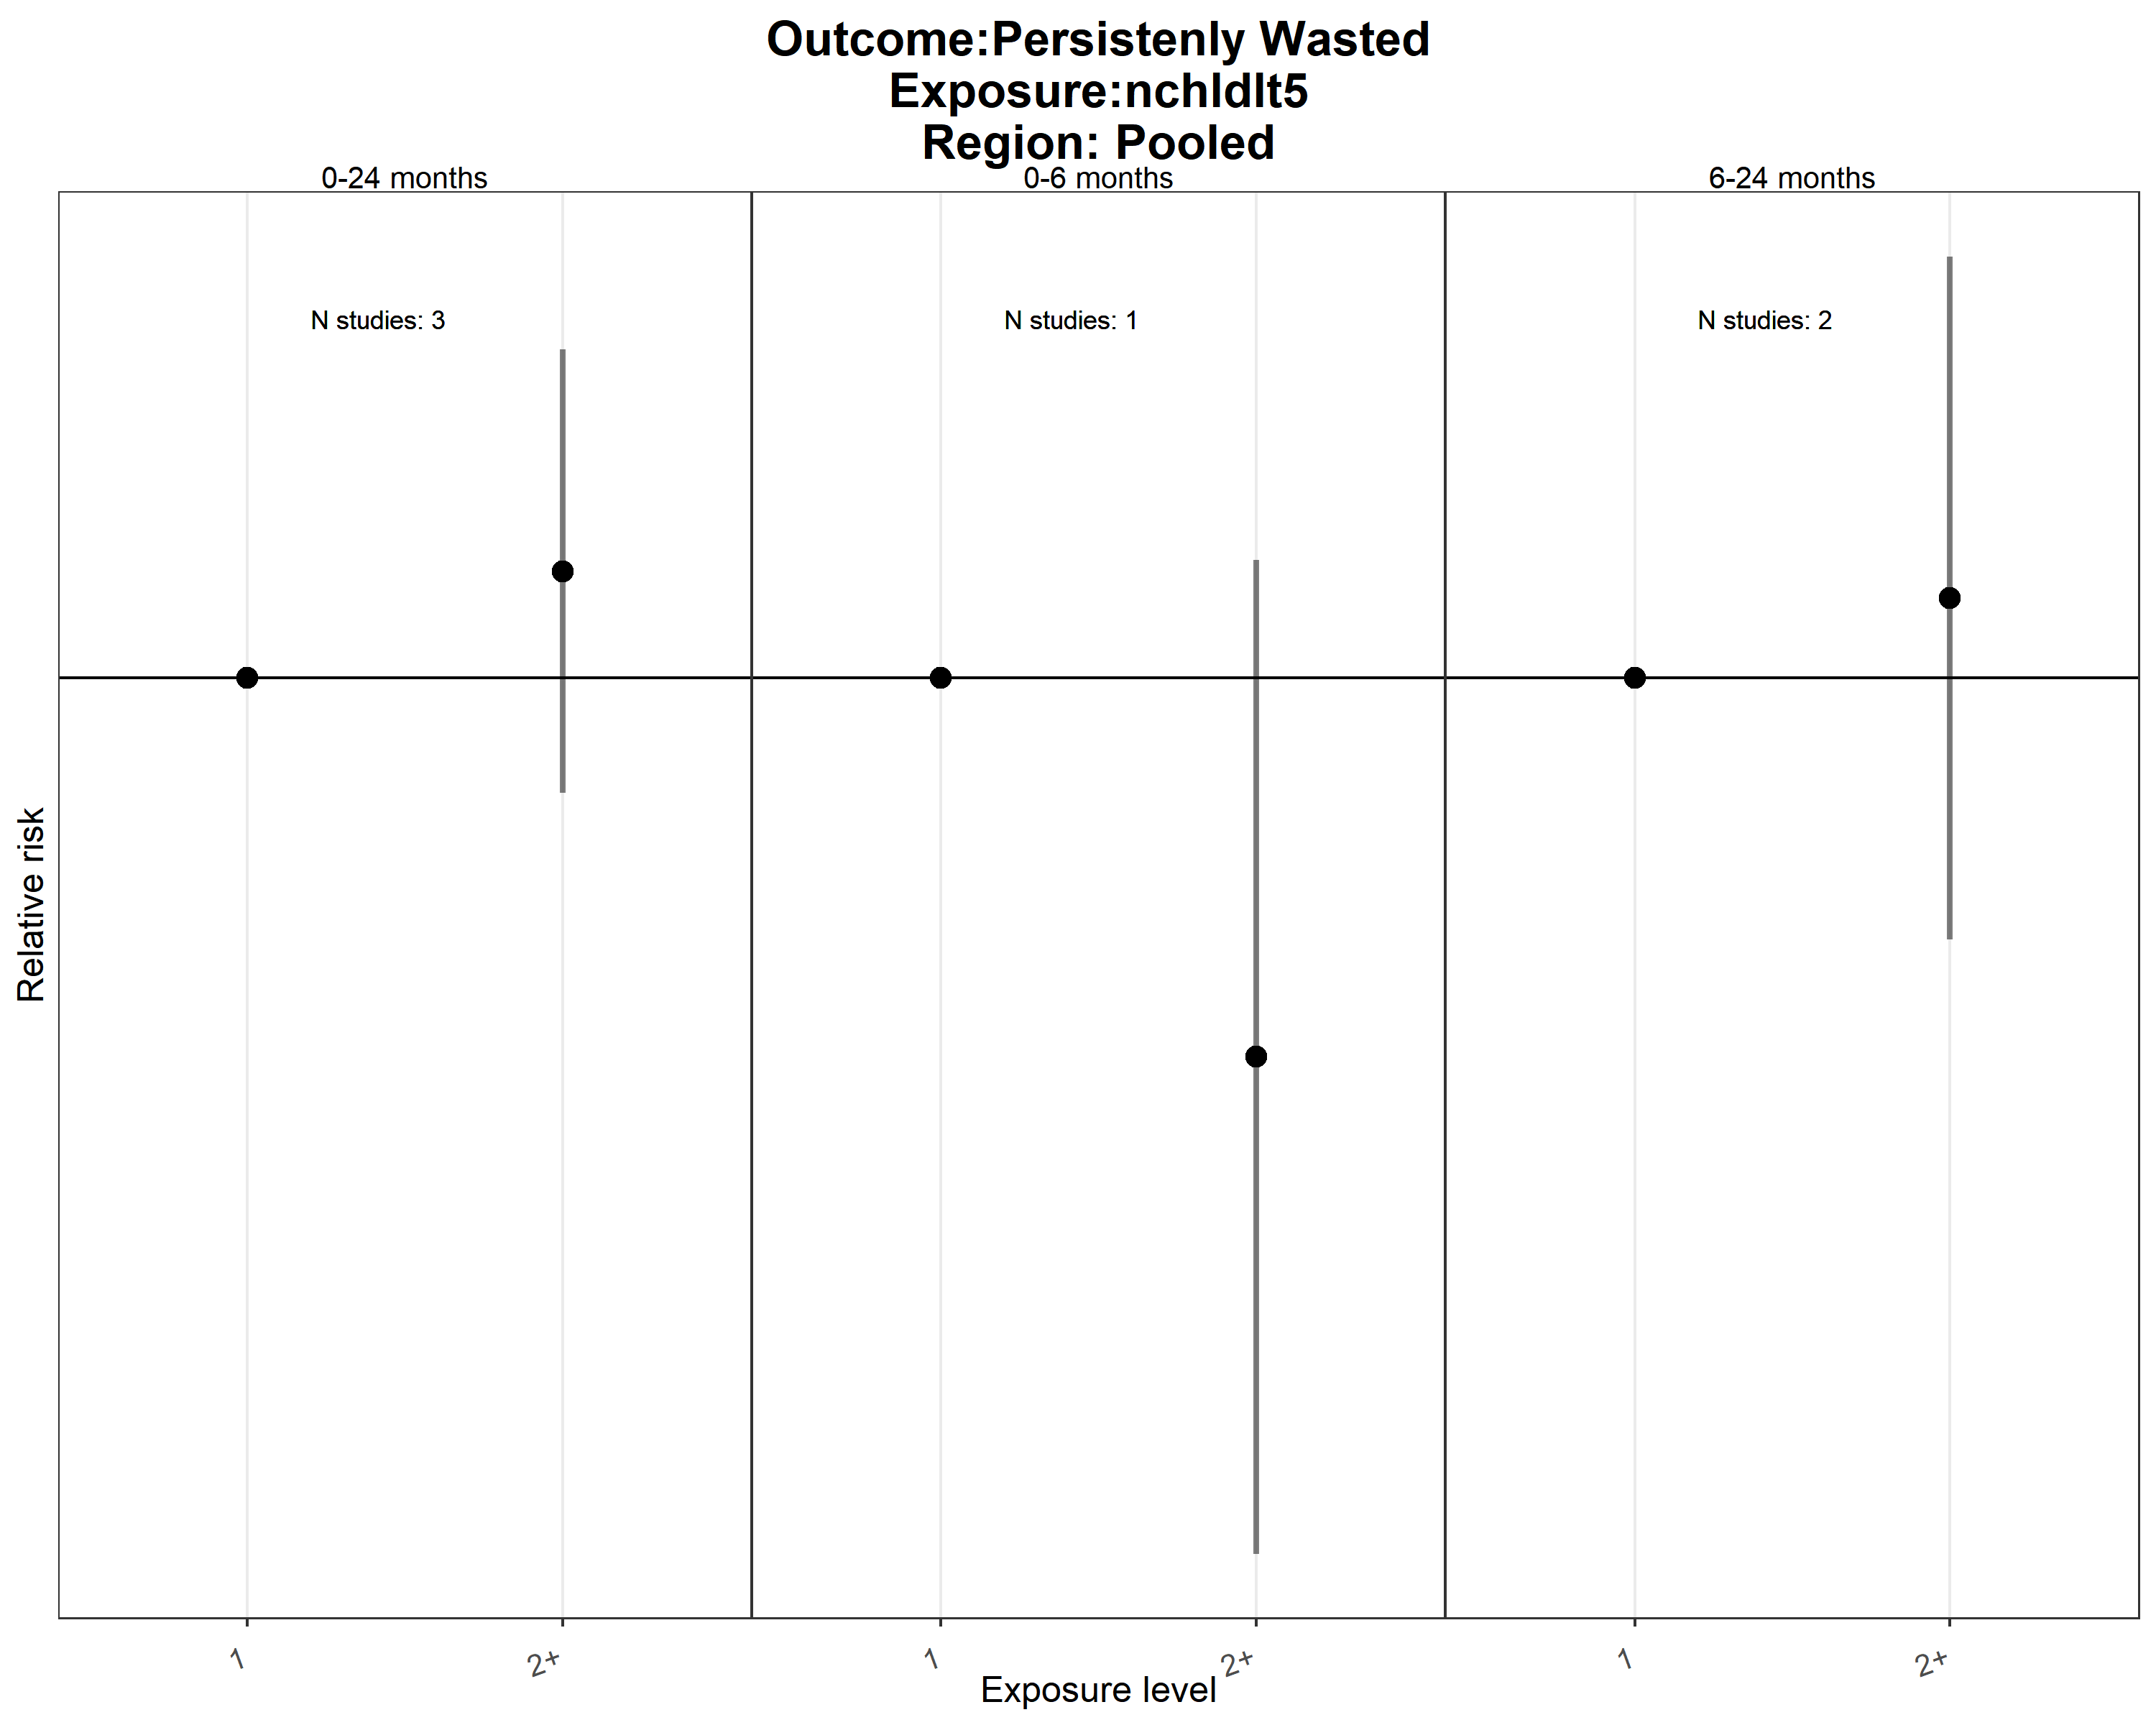 Outcome:Persistenly Wasted
Exposure:nchldlt5
Region: Pooled
0-24 months
0-6 months
6-24 months
N studies: 3
N studies: 1
N studies: 2
Relative risk
1
2+
1
2+
1
2+
Exposure level